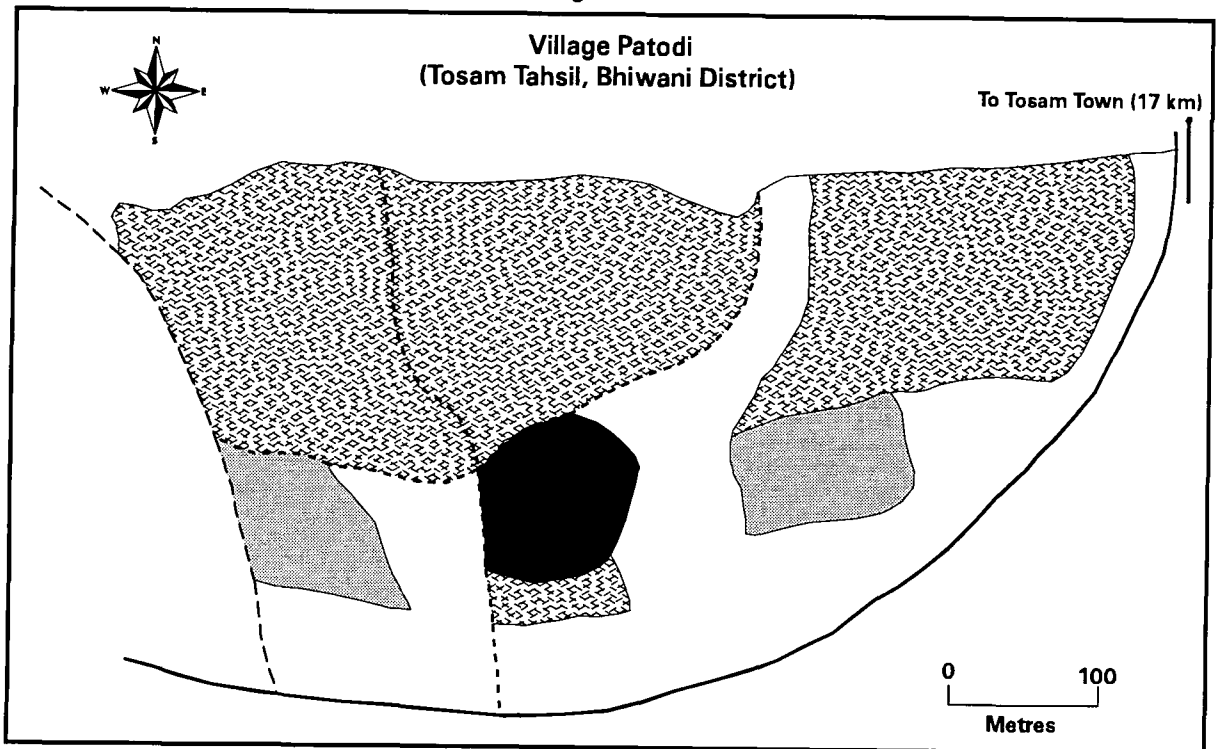 Village Patodi
(Tosam Tahsil, Bhiwani District)
N
W E
S
To Tosam Town (17 km)
0 100
Metres